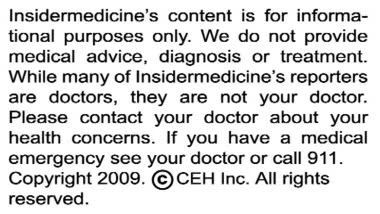 Insidermedicine's content is for informa-
tional purposes only. We do not provide
medical advice, diagnosis or treatment.
While many of Insidermedicine's reporters
are doctors, they are not your doctor.
Please contact your doctor about your
health concerns. If you have a medical
emergency see your doctor or call 911.
Copyright 2009. ©CEH Inc. All rights
reserved.